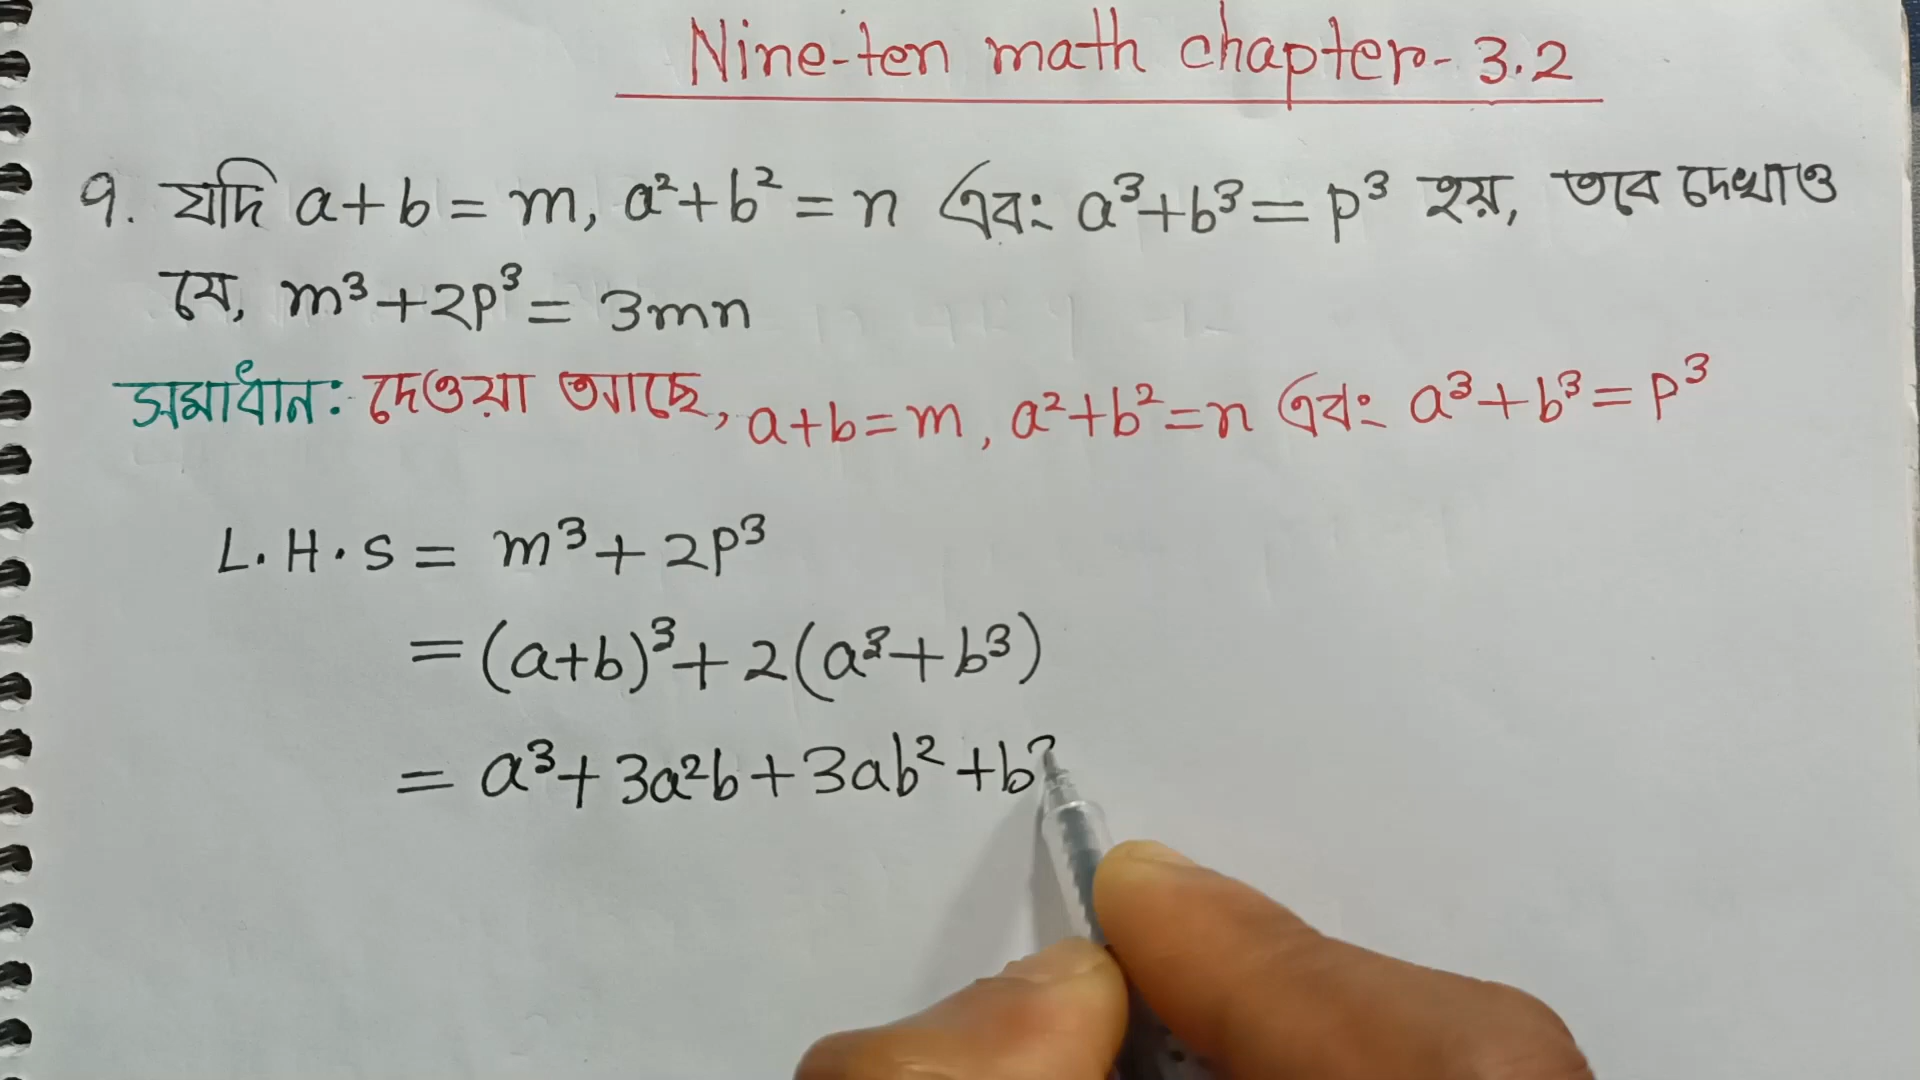 Nine-ten math chapter- 3.2
৭. যদি a+b=m, a²+b²=n এবং a³+b³=p³ হয়, তবে দেখাও
যে, m³+2p³=3mn
সমাধান: দেওয়া আছে, a+b=m, a²+b²=n এবং a³+b³=p³
L.H.S = m³+2p³
=(a+b)³+2(a³+b³)
= a³+3a²b+3ab²+b³